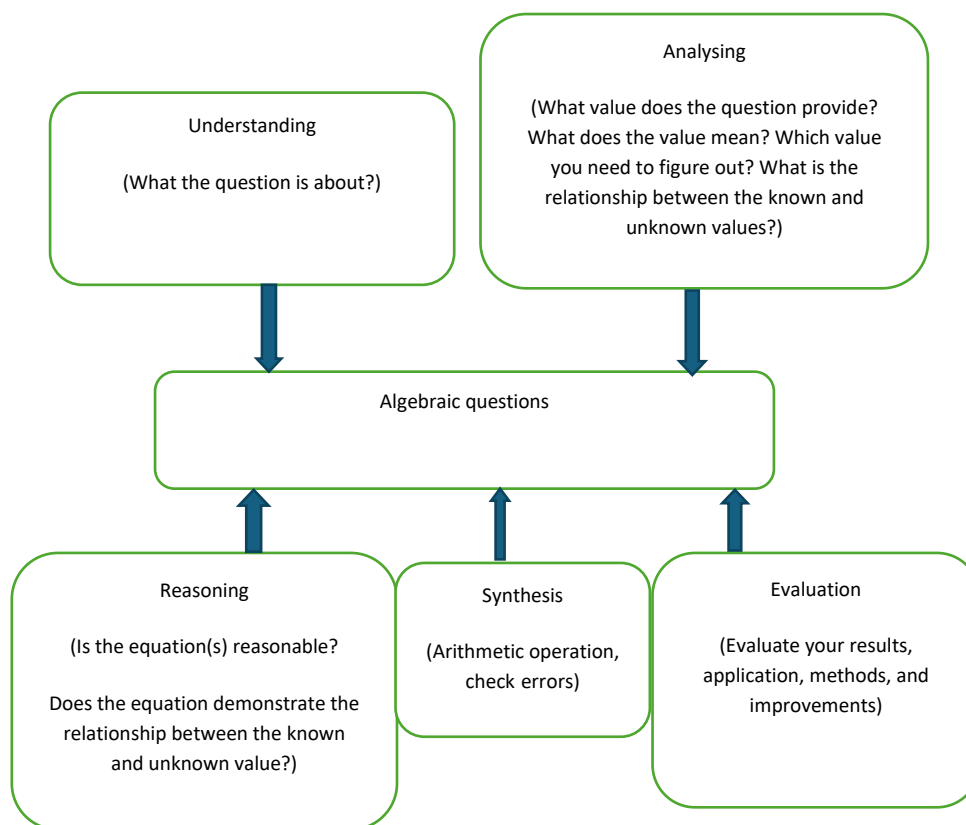 Understanding
(What the question is about?)
Analysing
(What value does the question provide?
What does the value mean? Which value
you need to figure out? What is the
relationship between the known and
unknown values?)
Algebraic questions
Reasoning
(Is the equation(s) reasonable?
Does the equation demonstrate the
relationship between the known
and unknown value?)
Synthesis
(Arithmetic operation,
check errors)
Evaluation
(Evaluate your results,
application, methods, and
improvements)